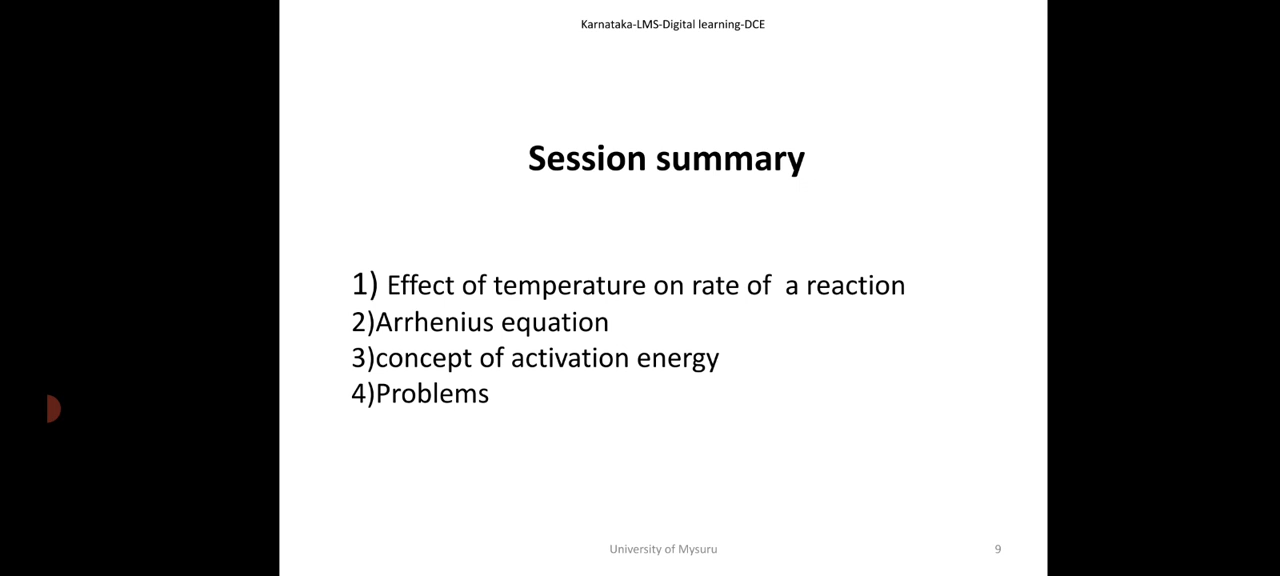 Karnataka-LMS-Digital learning-DCE
Session summary
1) Effect of temperature on rate of  a reaction
2)Arrhenius equation
3)concept of activation energy
4)Problems
University of Mysuru
9